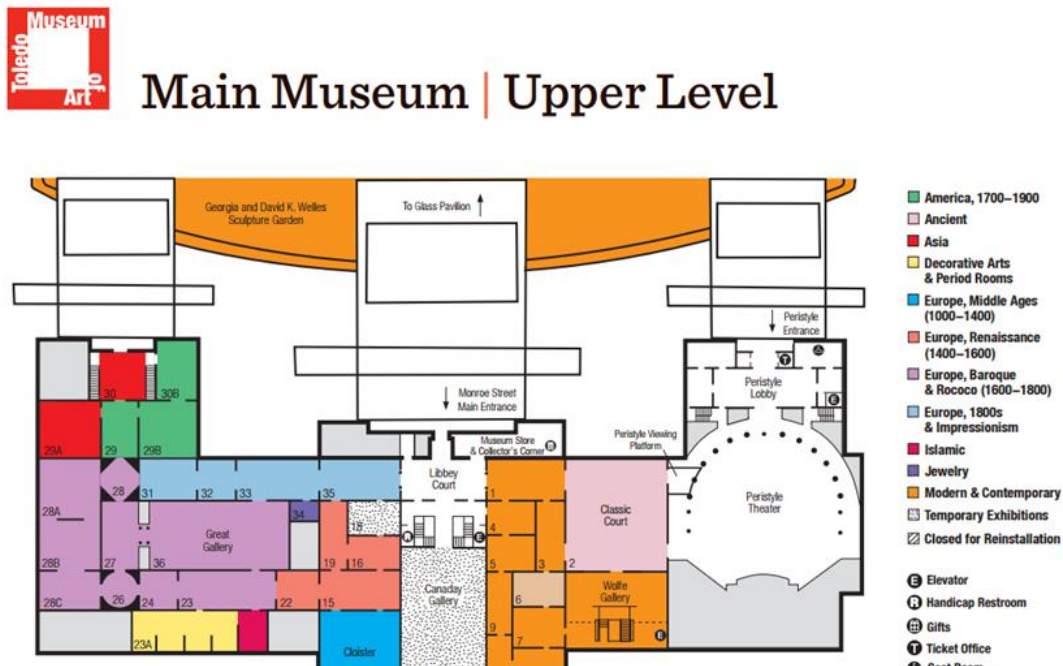 Toledo
Museum
of
Art
Main Museum | Upper Level
Georgia and David K. Welles
Sculpture Garden
To Glass Pavilion
Peristyle
Entrance
Monroe Street
Main Entrance
Peristyle
Lobby
T
E
Museum Store
& Collector's Corner
Peristyle Viewing
Platform
Libbey
Court
Classic
Court
Peristyle
Theater
30
30B
29A
29
29B
28
31
32
33
35
1
28A
34
18
4
Great
Gallery
R
E
28B
27
36
19
16
5
3
2
Canaday
Gallery
Wolfe
Gallery
28C
26
24
23
22
15
6
23A
9
7
E
Cloister
America, 1700–1900
Ancient
Asia
Decorative Arts
& Period Rooms
Europe, Middle Ages
(1000–1400)
Europe, Renaissance
(1400–1600)
Europe, Baroque
& Rococo (1600–1800)
Europe, 1800s
& Impressionism
Islamic
Jewelry
Modern & Contemporary
Temporary Exhibitions
Closed for Reinstallation
E Elevator
R Handicap Restroom
Gifts
T Ticket Office